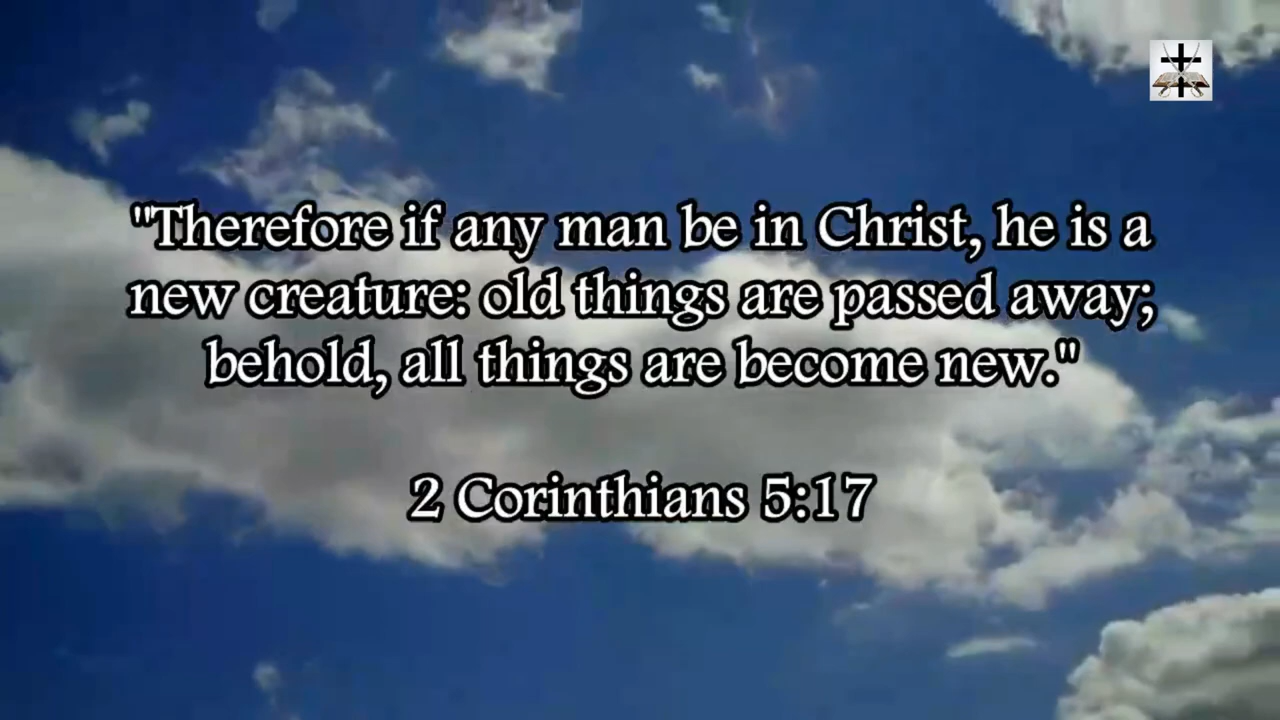 "Therefore if any man be in Christ, he is a
new creature: old things are passed away;
behold, all things are become new."
2 Corinthians 5:17